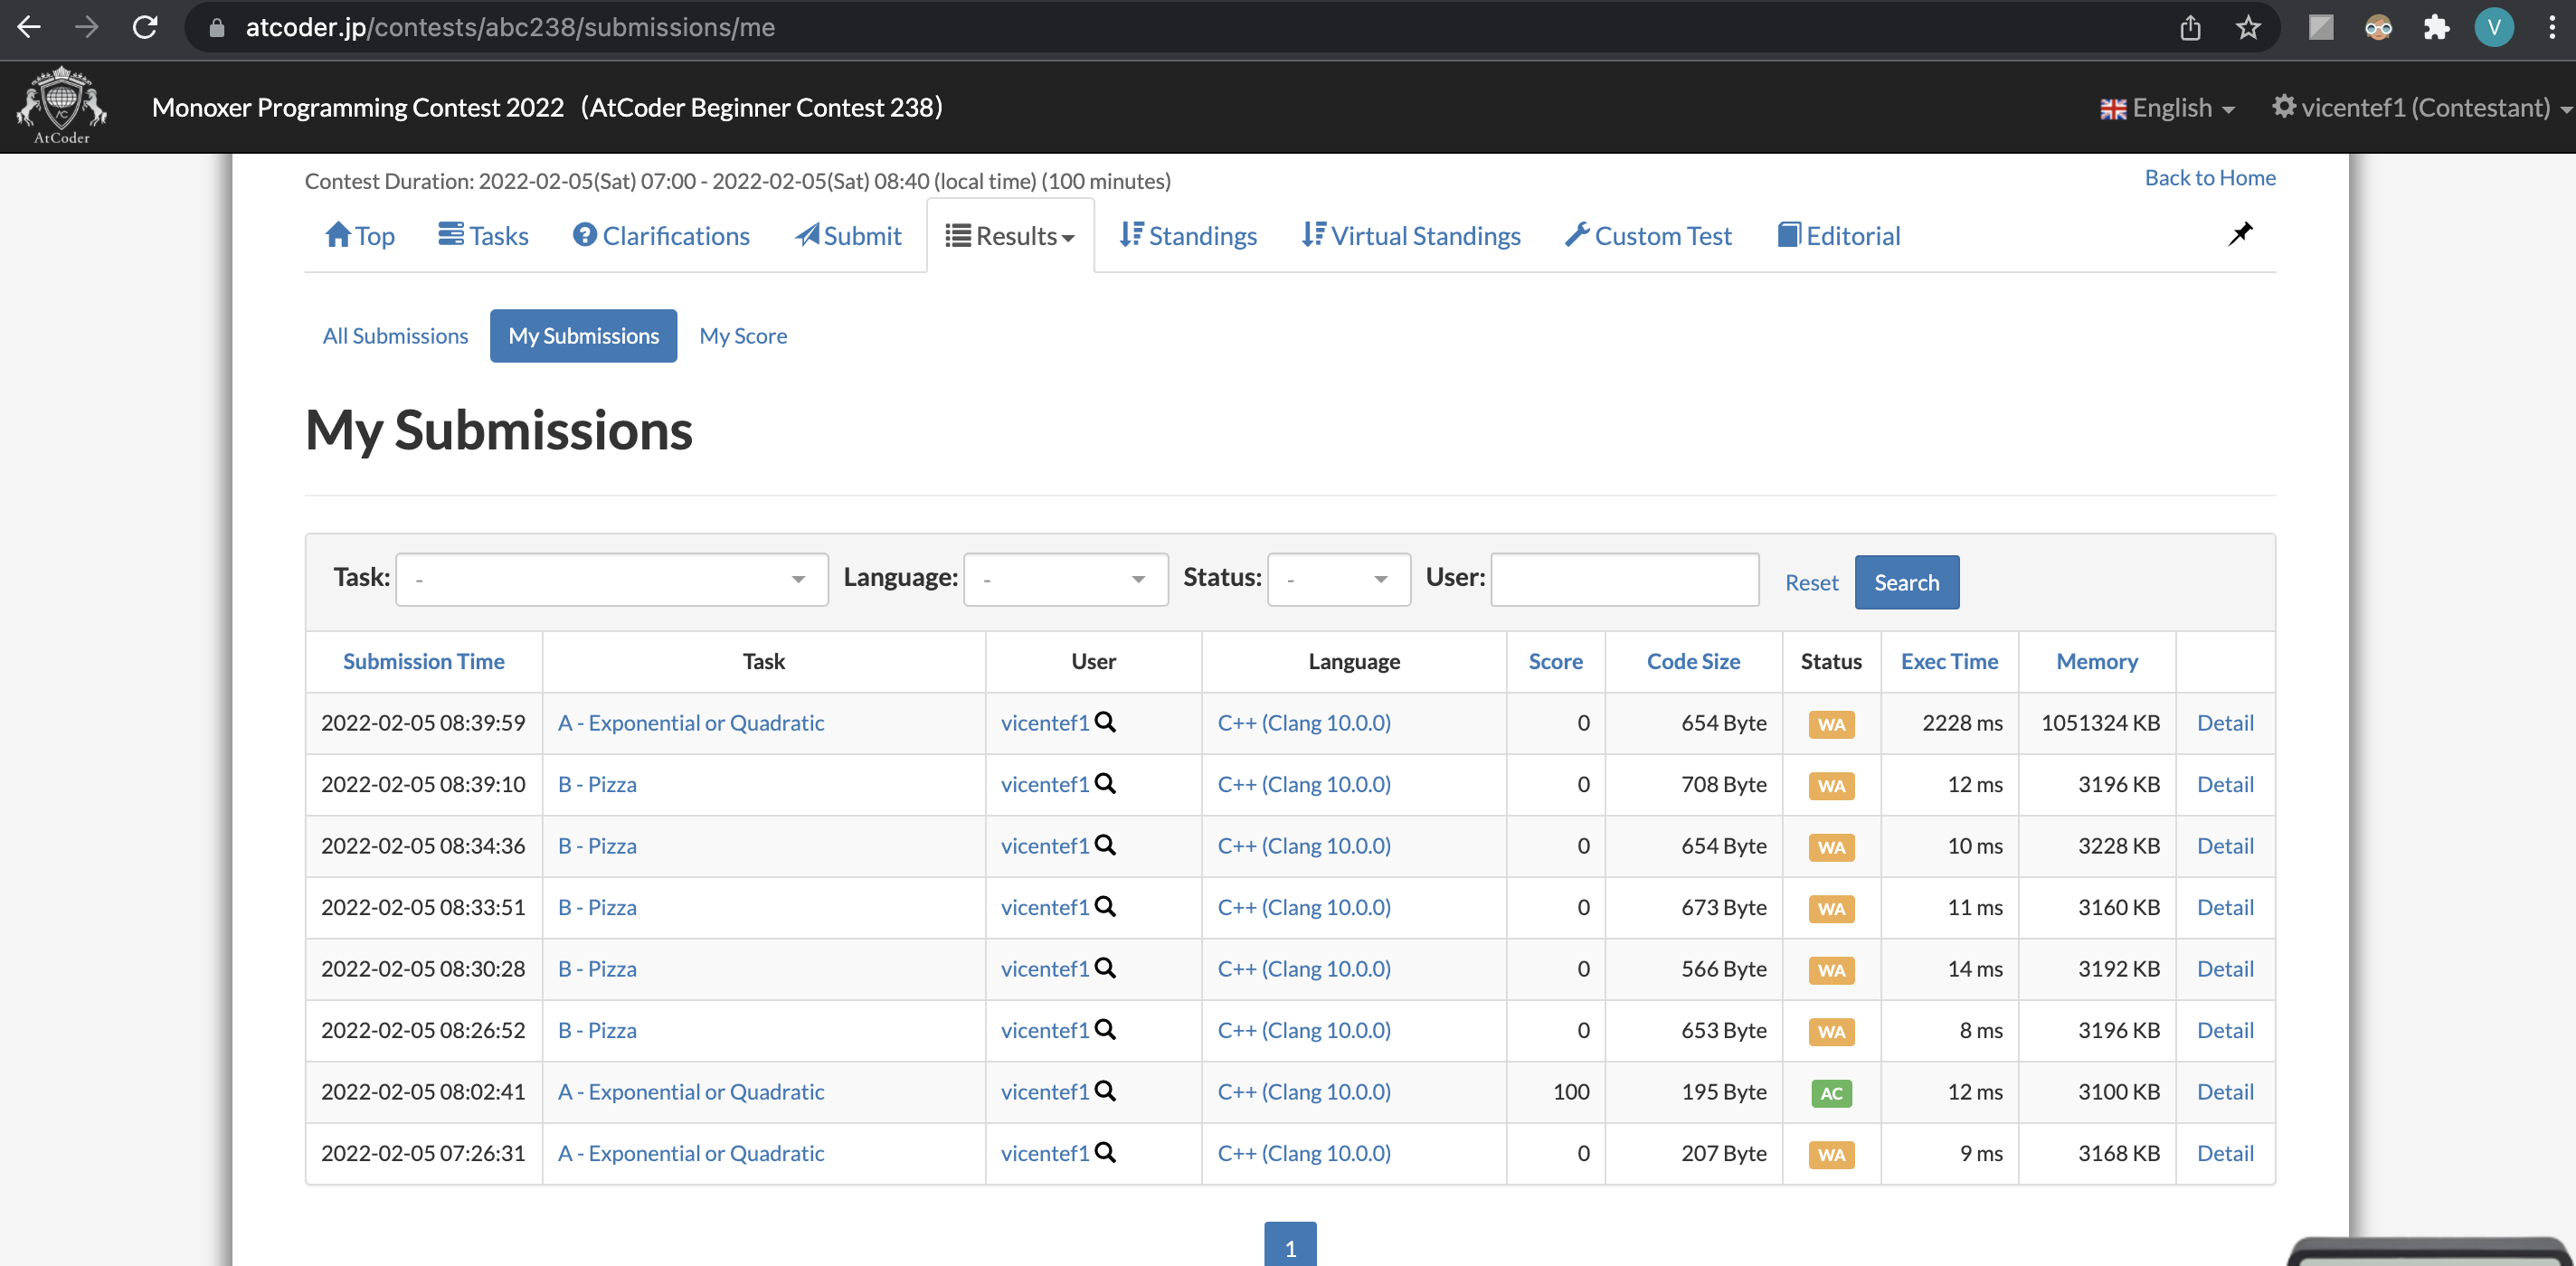 atcoder.jp/contests/abc238/submissions/me
V
AtCoder
Monoxer Programming Contest 2022 (AtCoder Beginner Contest 238)
English
vicentef1 (Contestant)
Contest Duration: 2022-02-05(Sat) 07:00 - 2022-02-05(Sat) 08:40 (local time) (100 minutes)
Back to Home
Top Tasks Clarifications Submit Results Standings Virtual Standings Custom Test Editorial
All Submissions My Submissions My Score
My Submissions
Task: - Language: - Status: - User: Reset Search
Submission Time Task User Language Score Code Size Status Exec Time Memory
2022-02-05 08:39:59 A - Exponential or Quadratic vicentef1 C++ (Clang 10.0.0) 0 654 Byte WA 2228 ms 1051324 KB Detail
2022-02-05 08:39:10 B - Pizza vicentef1 C++ (Clang 10.0.0) 0 708 Byte WA 12 ms 3196 KB Detail
2022-02-05 08:34:36 B - Pizza vicentef1 C++ (Clang 10.0.0) 0 654 Byte WA 10 ms 3228 KB Detail
2022-02-05 08:33:51 B - Pizza vicentef1 C++ (Clang 10.0.0) 0 673 Byte WA 11 ms 3160 KB Detail
2022-02-05 08:30:28 B - Pizza vicentef1 C++ (Clang 10.0.0) 0 566 Byte WA 14 ms 3192 KB Detail
2022-02-05 08:26:52 B - Pizza vicentef1 C++ (Clang 10.0.0) 0 653 Byte WA 8 ms 3196 KB Detail
2022-02-05 08:02:41 A - Exponential or Quadratic vicentef1 C++ (Clang 10.0.0) 100 195 Byte AC 12 ms 3100 KB Detail
2022-02-05 07:26:31 A - Exponential or Quadratic vicentef1 C++ (Clang 10.0.0) 0 207 Byte WA 9 ms 3168 KB Detail
1